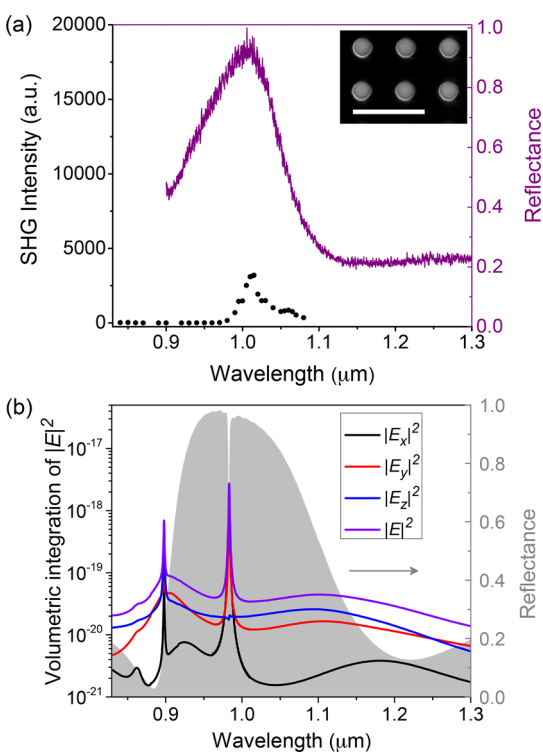 (a)
20000
15000
10000
5000
0
SHG Intensity (a.u.)
1.0
0.8
0.6
0.4
0.2
0.0
Reflectance
0.9 1.0 1.1 1.2 1.3
Wavelength (μm)
(b)
10⁻¹⁷
10⁻¹⁸
10⁻¹⁹
10⁻²⁰
10⁻²¹
Volumetric integration of |E|²
|Eₓ|²
|E_y|²
|E_z|²
|E|²
1.0
0.8
0.6
0.4
0.2
0.0
Reflectance
0.9 1.0 1.1 1.2 1.3
Wavelength (μm)